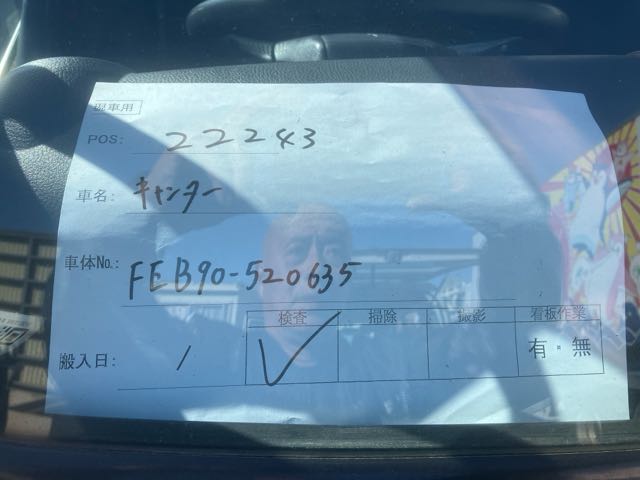 現車用
POS: 22243
車名: キャンター
車体No.: FEB90-520635
検査 掃除 撮影 看板作業
搬入日: / ✓ 有・無